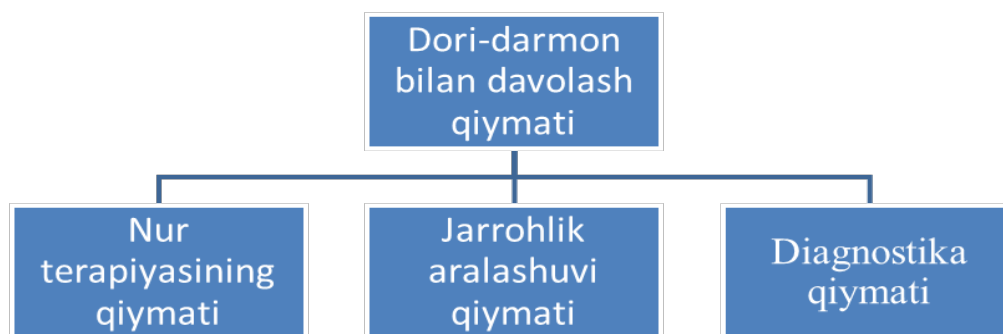 Dori-darmon
bilan davolash
qiymati
Nur
terapiyasining
qiymati
Jarrohlik
aralashuvi
qiymati
Diagnostika
qiymati